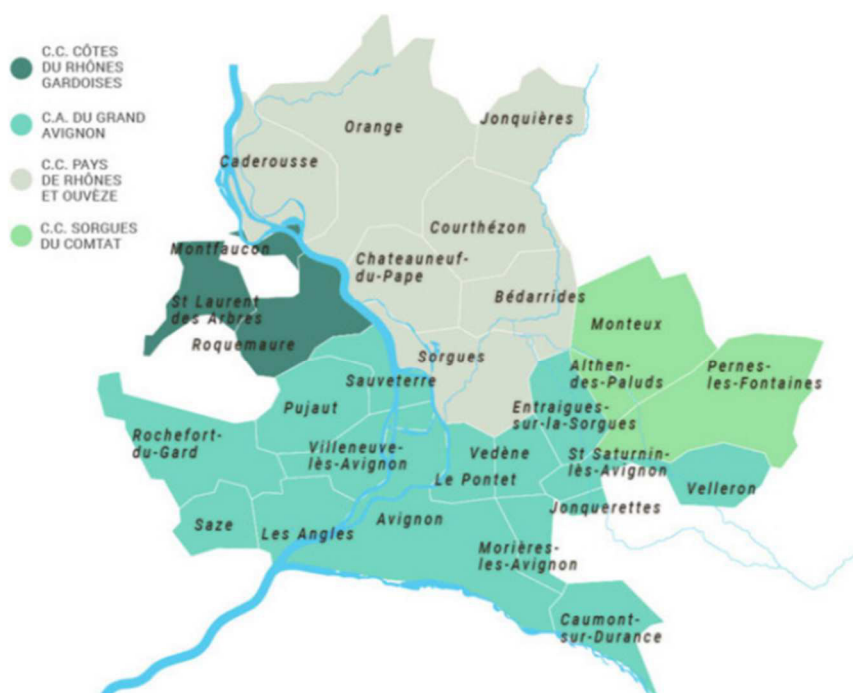 C.C. CÔTES
DU RHÔNES
GARDOISES
C.A. DU GRAND
AVIGNON
C.C. PAYS
DE RHÔNES
ET OUVÈZE
C.C. SORGUES
DU COMTAT
Orange
Jonquières
Caderousse
Courthézon
Montfaucon
Chateauneuf-
du-Pape
Bédarrides
St Laurent
des Arbres
Monteux
Roquemaure
Sorgues
Althen-
des-Paluds
Pernes-
les-Fontaines
Sauveterre
Pujaut
Entraigues-
sur-la-Sorgues
Rochefort-
du-Gard
Villeneuve-
lès-Avignon
Vedène
St Saturnin-
lès-Avignon
Le Pontet
Velleron
Jonquerettes
Saze
Les Angles
Avignon
Morières-
les-Avignon
Caumont-
sur-Durance